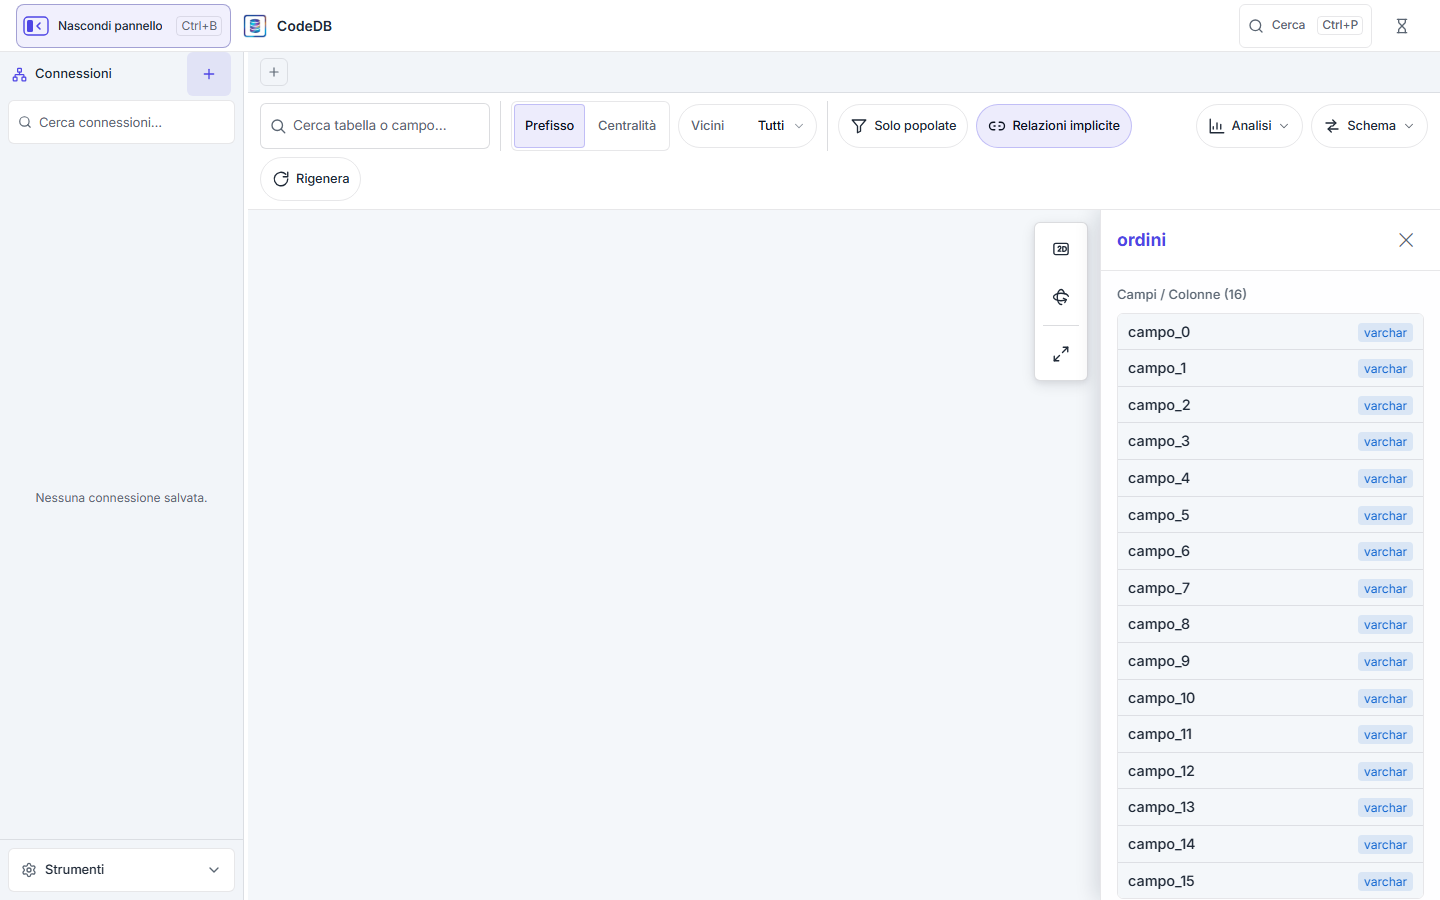 Nascondi pannello Ctrl+B CodeDB Cerca Ctrl+P
Connessioni
Cerca connessioni...
Nessuna connessione salvata.
Strumenti
Cerca tabella o campo... Prefisso Centralità Vicini Tutti Solo popolate Relazioni implicite Analisi Schema
Rigenera
2D
ordini
Campi / Colonne (16)
campo_0 varchar
campo_1 varchar
campo_2 varchar
campo_3 varchar
campo_4 varchar
campo_5 varchar
campo_6 varchar
campo_7 varchar
campo_8 varchar
campo_9 varchar
campo_10 varchar
campo_11 varchar
campo_12 varchar
campo_13 varchar
campo_14 varchar
campo_15 varchar